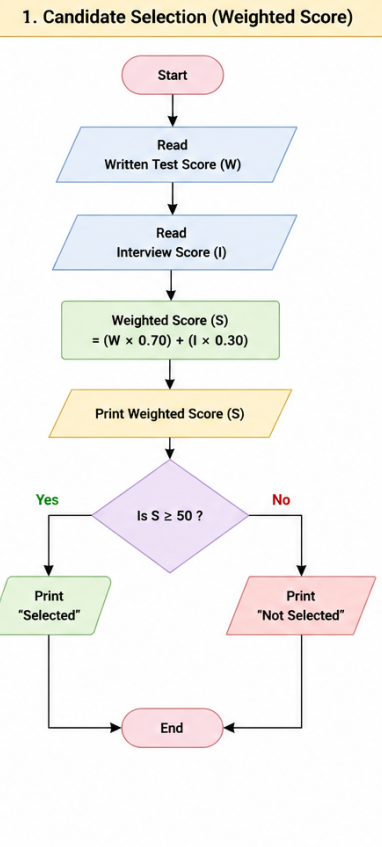 1. Candidate Selection (Weighted Score)
Start
Read
Written Test Score (W)
Read
Interview Score (I)
Weighted Score (S)
= (W × 0.70) + (I × 0.30)
Print Weighted Score (S)
Is S ≥ 50 ?
Yes
No
Print
“Selected”
Print
“Not Selected”
End